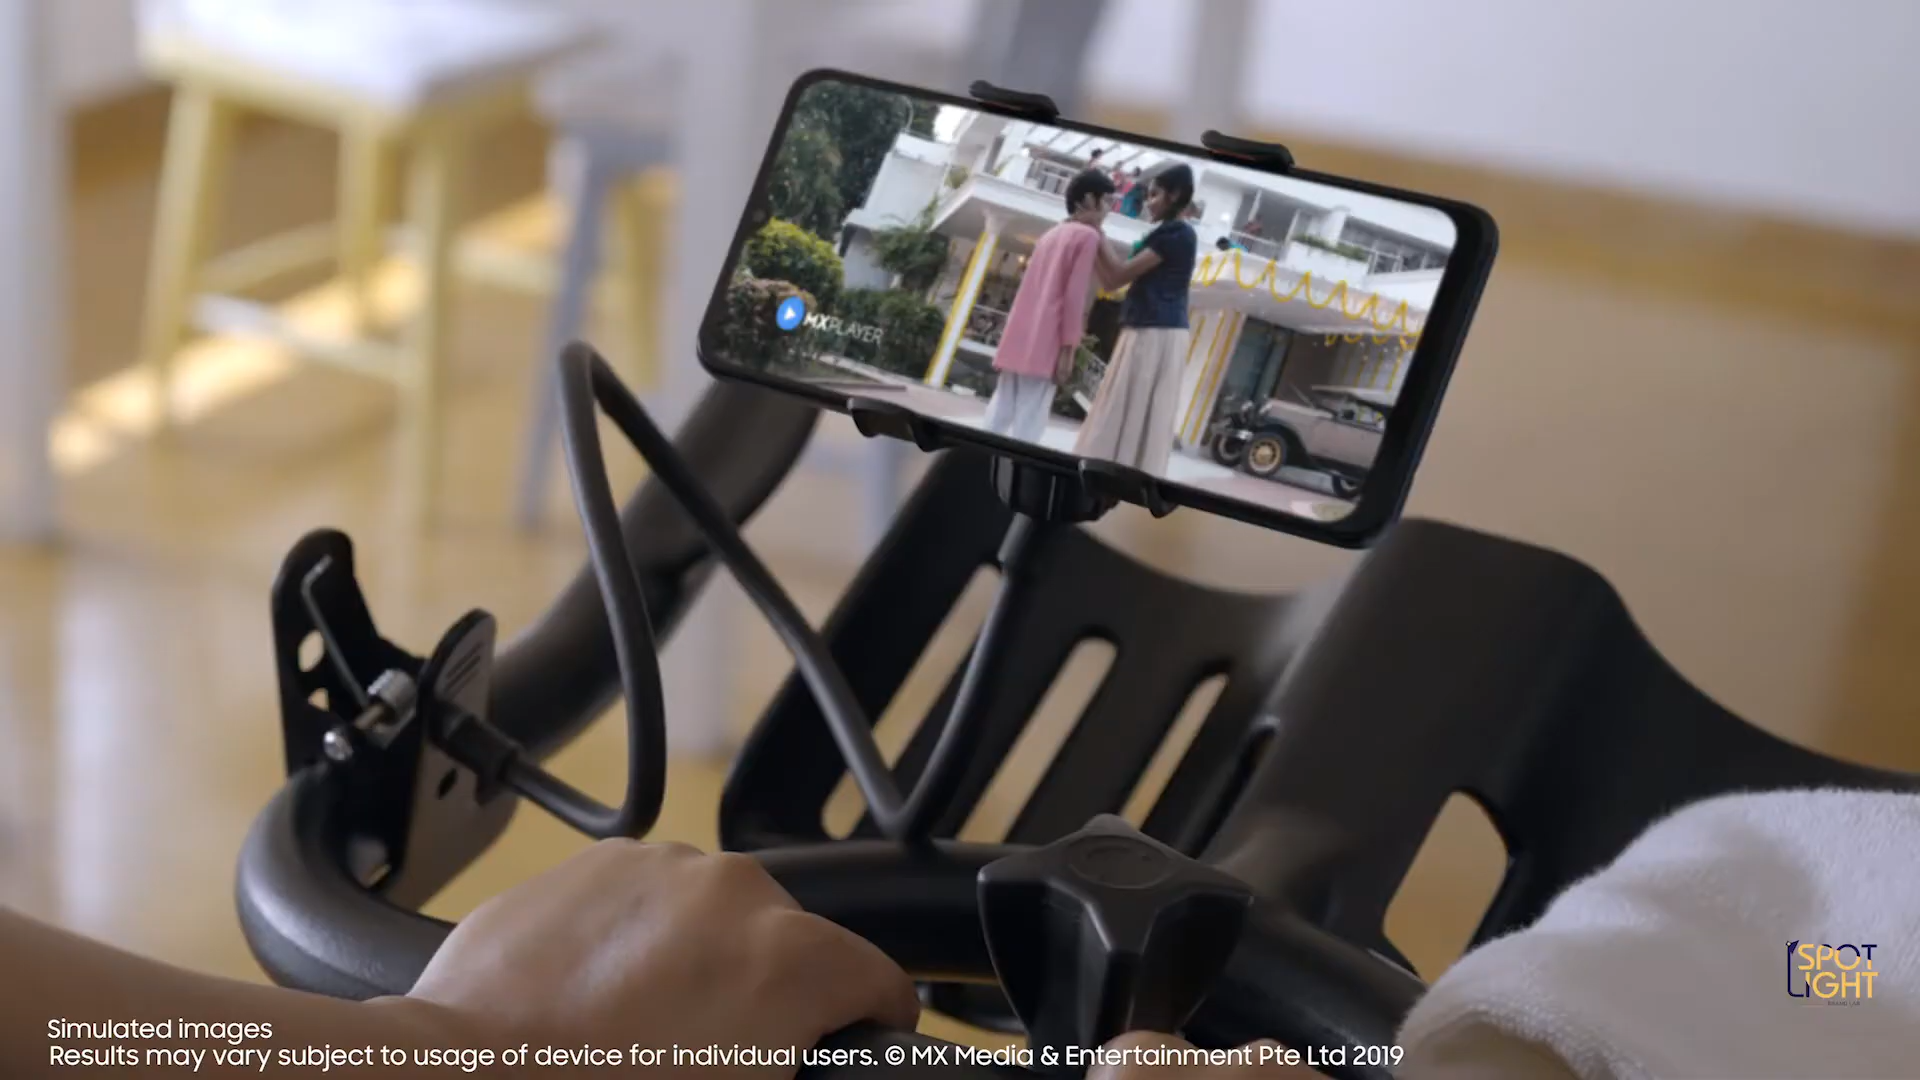 MXPLAYER
SPOT
LIGHT
Simulated images
Results may vary subject to usage of device for individual users. © MX Media & Entertainment Pte Ltd 2019